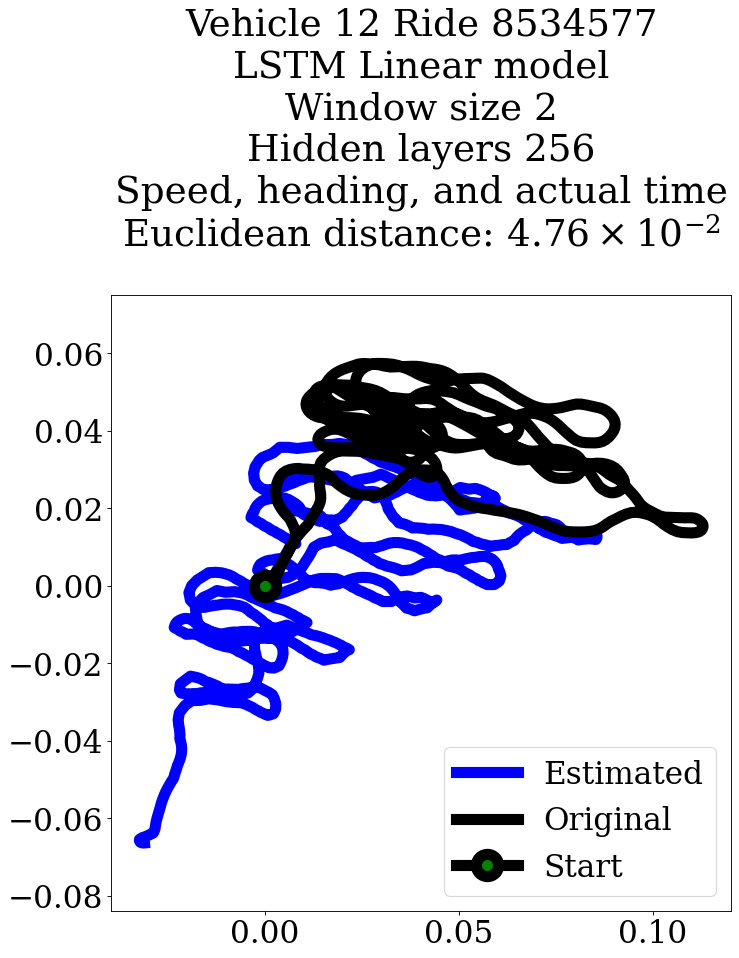 Vehicle 12 Ride 8534577
LSTM Linear model
Window size 2
Hidden layers 256
Speed, heading, and actual time
Euclidean distance: 4.76 × 10⁻²
0.06
0.04
0.02
0.00
−0.02
−0.04
−0.06
−0.08
Estimated
Original
Start
0.00 0.05 0.10